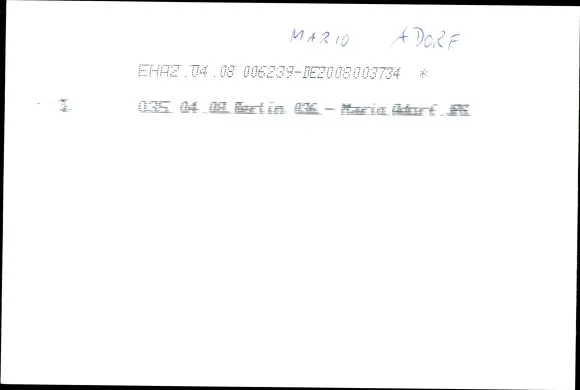 MARIO ADORF
EHAZ.04.08 006239-DE2008003734 *
035 04.08 Berlin 036 - Mario Adorf